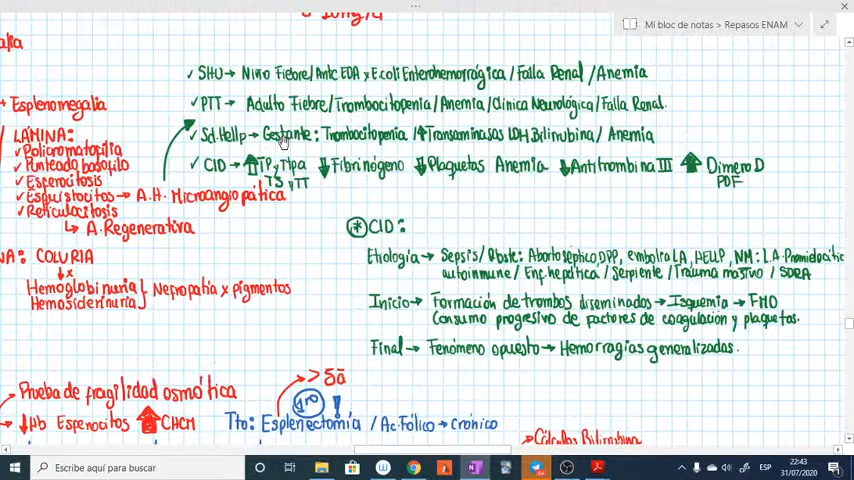 Mi bloc de notas > Repasos ENAM
✓ SHU → Niño Fiebre/Antc EDA x E.coli Enterohemorrágica / Falla Renal / Anemia
✓ PTT → Adulto Fiebre / Trombocitopenia / Anemia / Clínica Neurológica / Falla Renal.
✓ Sd. Hellp → Gestante: Trombocitopenia / ↑ Transaminasas LDH Bilirrubina / Anemia
✓ CID → ⬆ TP y TTpa ⬇ Fibrinógeno ⬇ Plaquetas Anemia ⬇ Antitrombina III ⬆ Dimero D
TS y TT
PDF
→ Esplenomegalia
LAMINA:
✓ Policromatofilia
✓ Punteado basófilo
✓ Esferocitosis
✓ Esquistocitos → A.H. Microangiopática
✓ Reticulocitosis
↳ A. Regenerativa
COLURIA
↓x
Hemoglobinuria
Hemosiderinuria } Nefropatía x pigmentos
* CID:
Etiología → Sepsis / Obste: Aborto séptico, DPP, embolia LA, HELLP, NM: L.A. Promielocític
autoinmune / Enf. hepática / Serpiente / Trauma masivo / SDRA
Inicio → Formación de trombos diseminados → Isquemia → FMO
(Consumo progresivo de factores de coagulación y plaquetas.
Final → Fenómeno opuesto → Hemorragias generalizadas.
→ Prueba de fragilidad osmótica
→ ↓ Hb Esferocitos ⬆ CHCM
> 5ā
1ro !
Tto: Esplenectomía / Ac. Fólico → Crónico
→ Cálculos Bilirrubina
Escribe aquí para buscar
ESP
22:43
31/07/2020